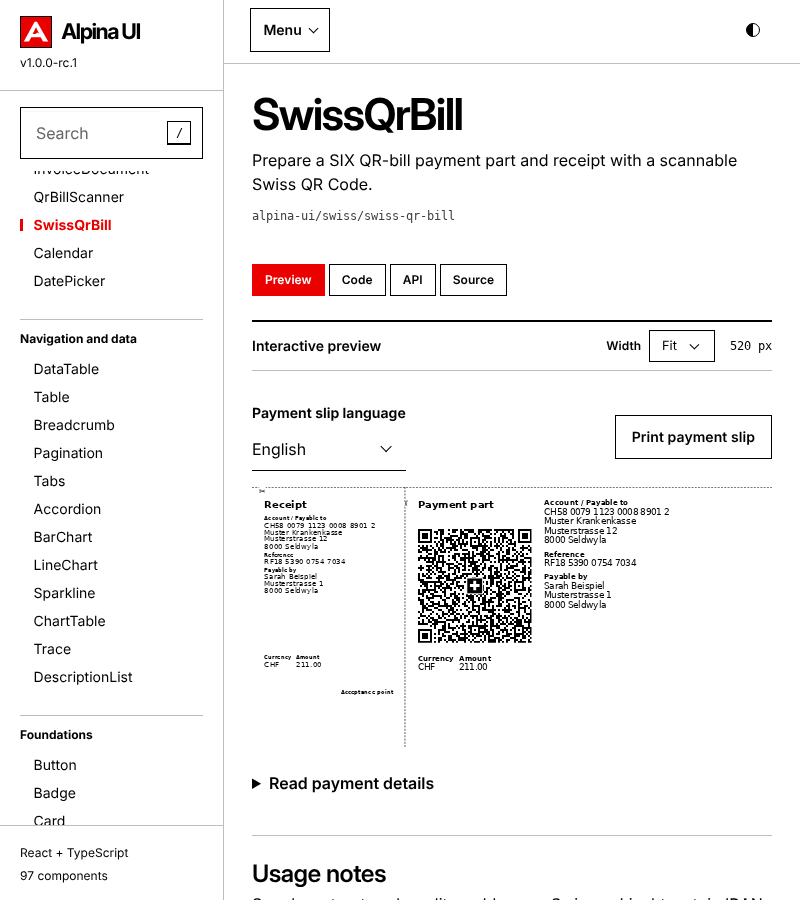 Alpina UI
v1.0.0-rc.1
Search
/
InvoiceDocument
QrBillScanner
SwissQrBill
Calendar
DatePicker
Navigation and data
DataTable
Table
Breadcrumb
Pagination
Tabs
Accordion
BarChart
LineChart
Sparkline
ChartTable
Trace
DescriptionList
Foundations
Button
Badge
Card
React + TypeScript
97 components
Menu
SwissQrBill
Prepare a SIX QR-bill payment part and receipt with a scannable
Swiss QR Code.
alpina-ui/swiss/swiss-qr-bill
Preview
Code
API
Source
Interactive preview
Width
Fit
520 px
Payment slip language
English
Print payment slip
Receipt
Account / Payable to
CH58 0079 1123 0008 8901 2
Muster Krankenkasse
Musterstrasse 12
8000 Seldwyla
Reference
RF18 5390 0754 7034
Payable by
Sarah Beispiel
Musterstrasse 1
8000 Seldwyla
Currency Amount
CHF 211.00
Acceptance point
Payment part
Currency Amount
CHF 211.00
Account / Payable to
CH58 0079 1123 0008 8901 2
Muster Krankenkasse
Musterstrasse 12
8000 Seldwyla
Reference
RF18 5390 0754 7034
Payable by
Sarah Beispiel
Musterstrasse 1
8000 Seldwyla
Read payment details
Usage notes